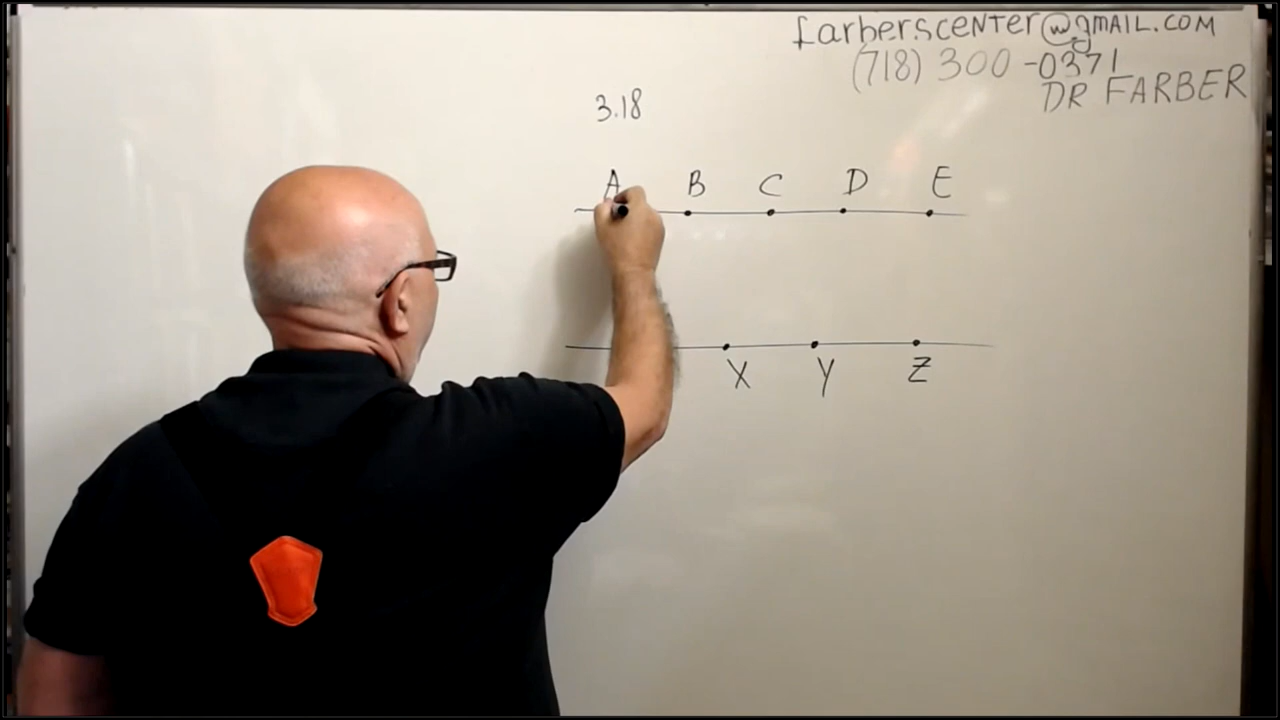 farberscenter@gmail.com
(718) 300-0371
DR FARBER
3.18
A B C D E
X Y Z